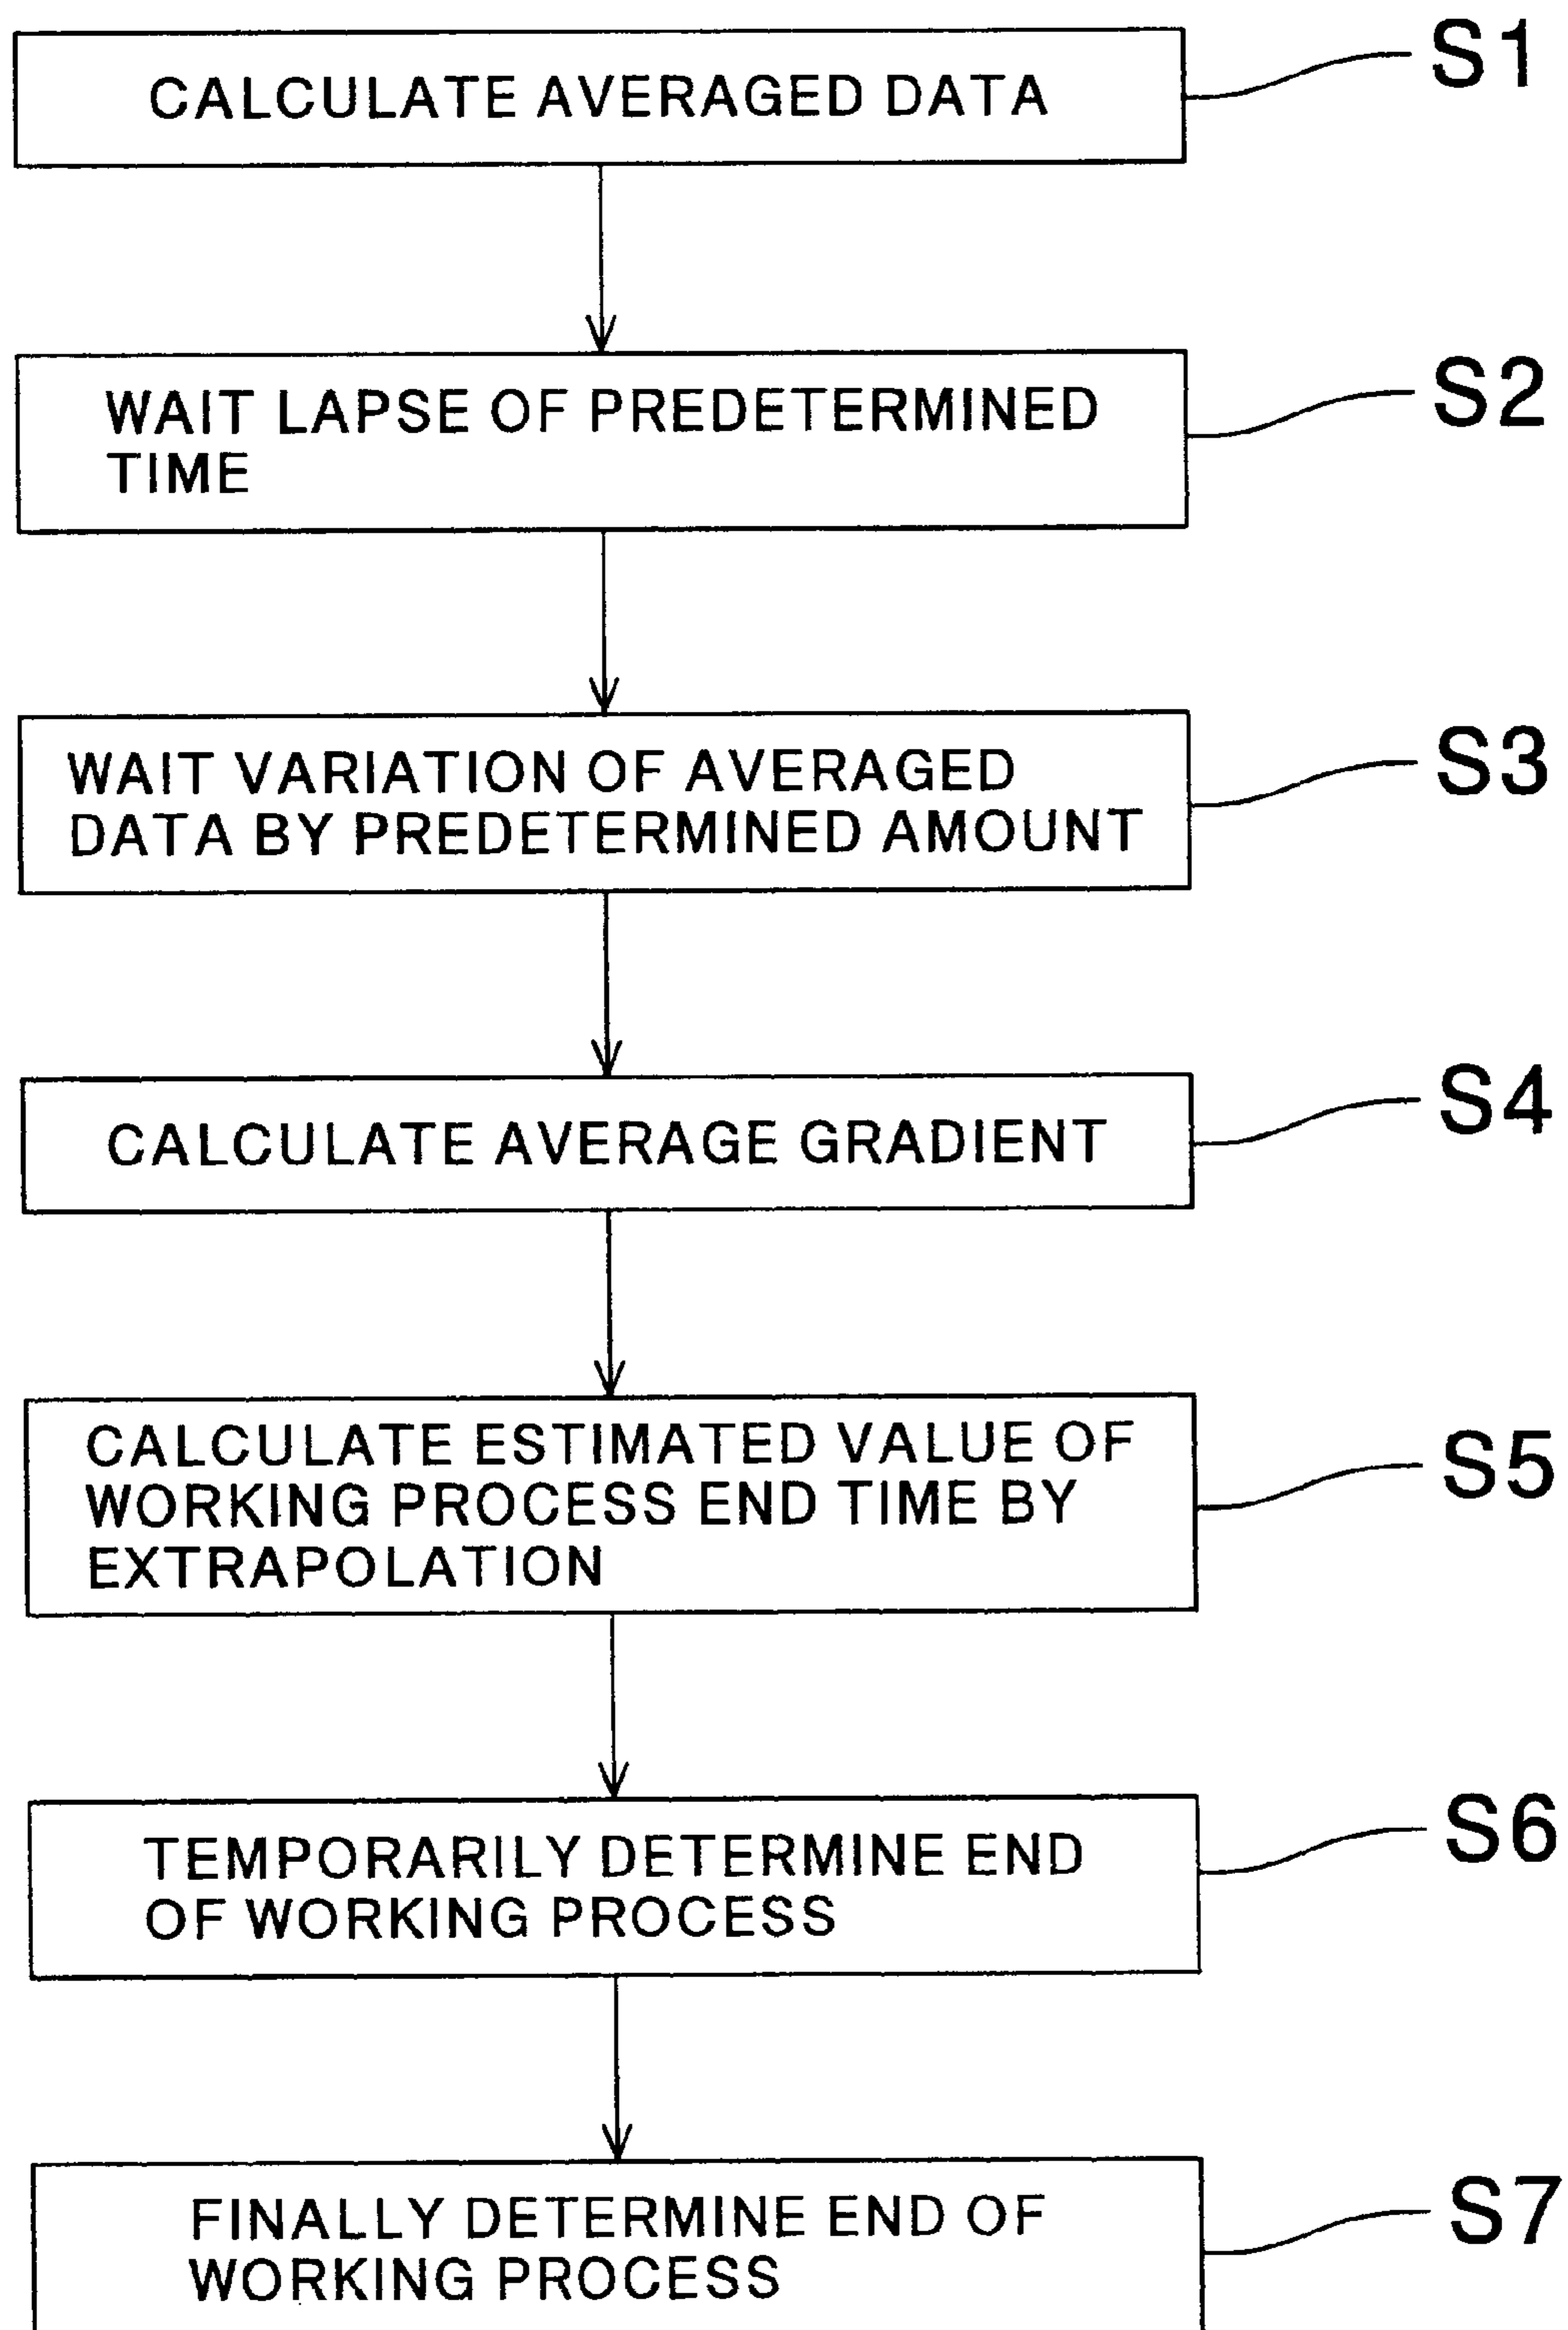 CALCULATE AVERAGED DATA
S1
WAIT LAPSE OF PREDETERMINED
TIME
S2
WAIT VARIATION OF AVERAGED
DATA BY PREDETERMINED AMOUNT
S3
CALCULATE AVERAGE GRADIENT
S4
CALCULATE ESTIMATED VALUE OF
WORKING PROCESS END TIME BY
EXTRAPOLATION
S5
TEMPORARILY DETERMINE END
OF WORKING PROCESS
S6
FINALLY DETERMINE END OF
WORKING PROCESS
S7